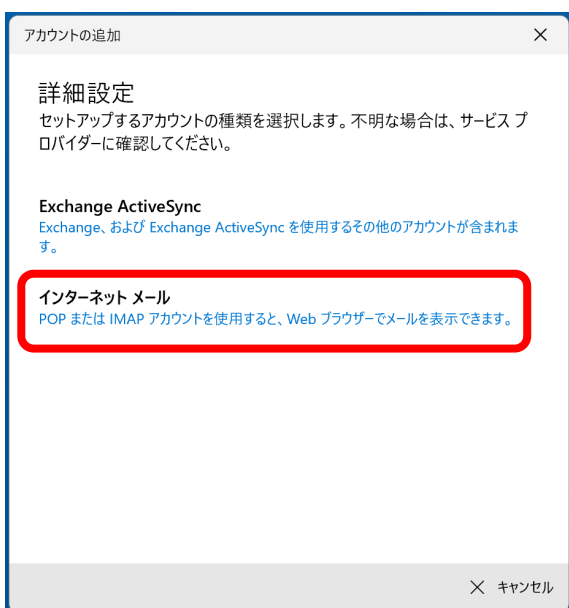 アカウントの追加
詳細設定
セットアップするアカウントの種類を選択します。不明な場合は、サービス プ
ロバイダーに確認してください。
Exchange ActiveSync
Exchange、および Exchange ActiveSync を使用するその他のアカウントが含まれま
す。
インターネット メール
POP または IMAP アカウントを使用すると、Web ブラウザーでメールを表示できます。
キャンセル